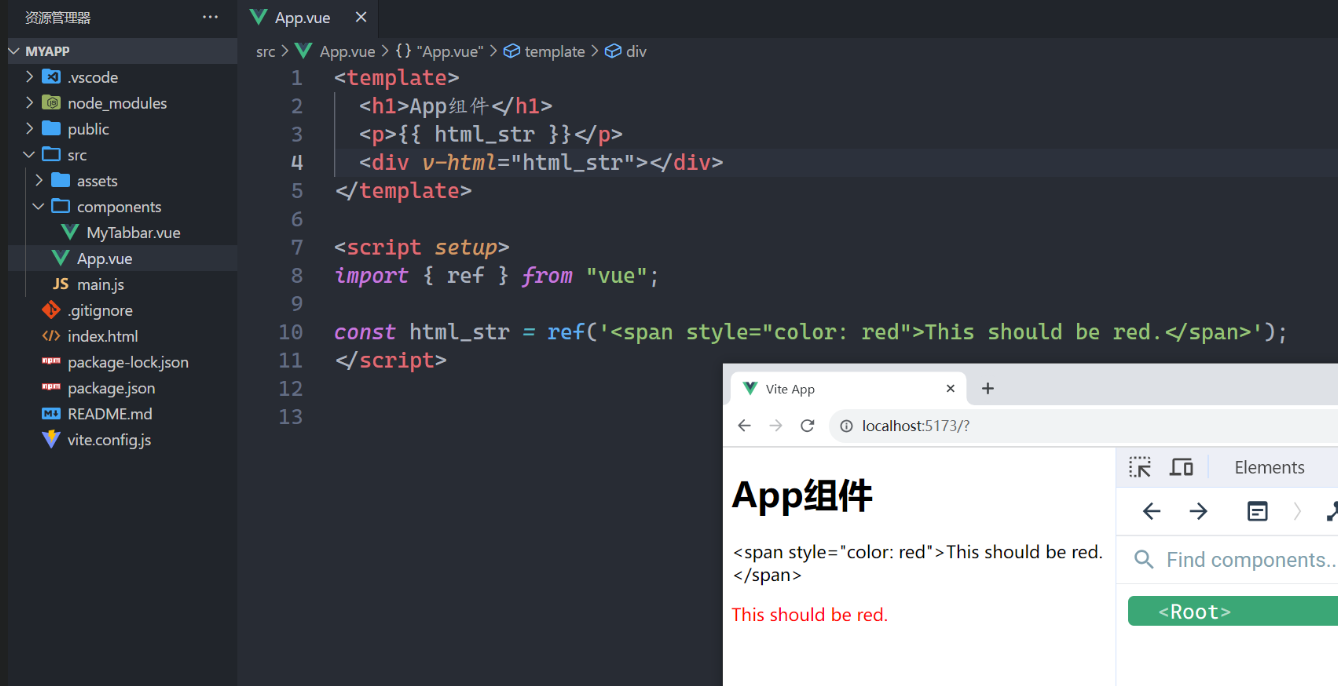 资源管理器 ···
MYAPP
.vscode
node_modules
public
src
assets
components
MyTabbar.vue
App.vue
JS main.js
.gitignore
index.html
package-lock.json
package.json
README.md
vite.config.js
App.vue
src > App.vue > {} "App.vue" > template > div
1 <template>
2 <h1>App组件</h1>
3 <p>{{ html_str }}</p>
4 <div v-html="html_str"></div>
5 </template>
6
7 <script setup>
8 import { ref } from "vue";
9
10 const html_str = ref('<span style="color: red">This should be red.</span>');
11 </script>
12
13
Vite App
localhost:5173/?
Elements
App组件
<span style="color: red">This should be red.
</span>
This should be red.
Find components...
<Root>